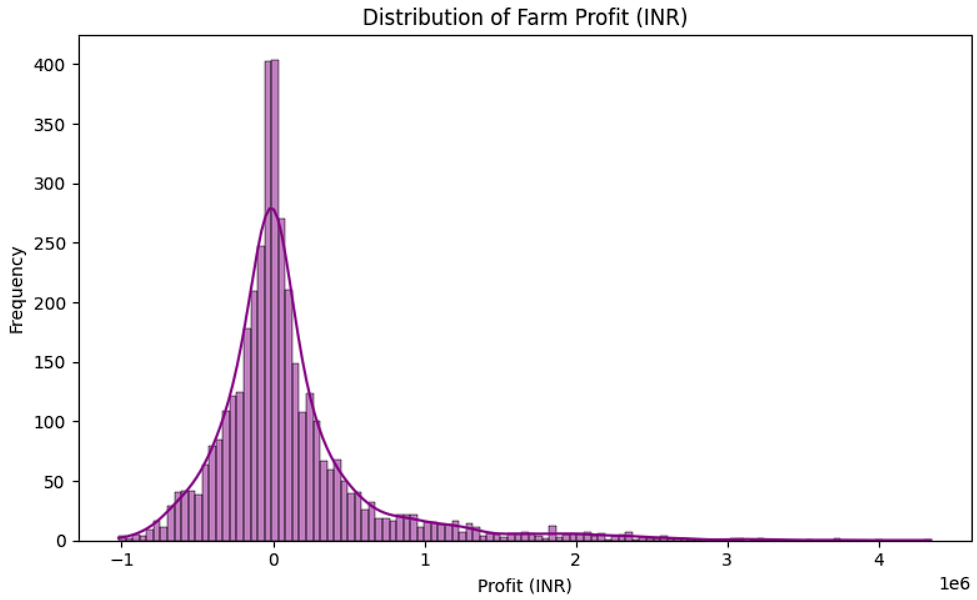 Distribution of Farm Profit (INR)
Frequency
400
350
300
250
200
150
100
50
0
−1 0 1 2 3 4
1e6
Profit (INR)